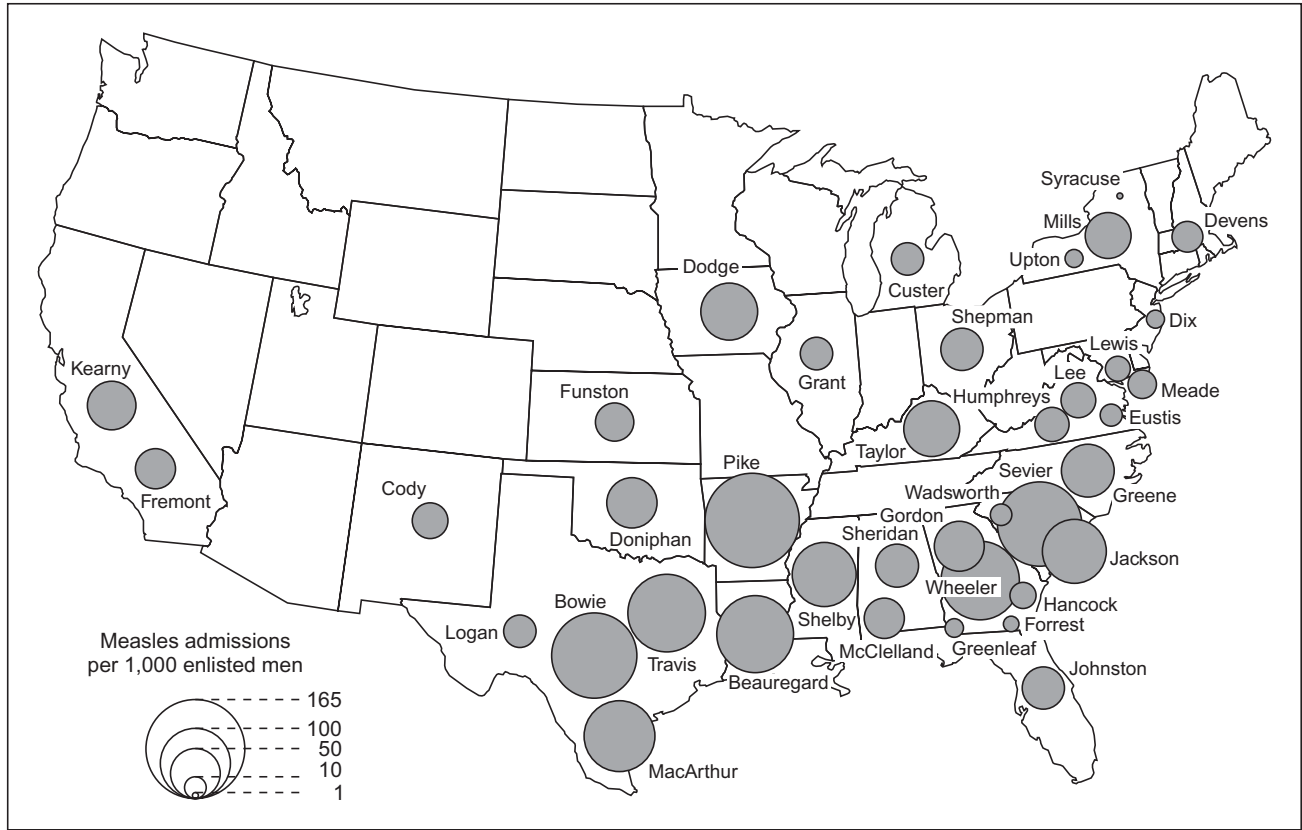 Syracuse
Mills
Devens
Upton
Dodge
Custer
Shepman
Dix
Lewis
Kearny
Grant
Lee
Funston
Humphreys
Meade
Eustis
Taylor
Pike
Sevier
Cody
Wadsworth
Greene
Fremont
Gordon
Doniphan
Sheridan
Jackson
Wheeler
Bowie
Hancock
Shelby
Forrest
Logan
McClelland
Greenleaf
Travis
Johnston
Beauregard
MacArthur
Measles admissions
per 1,000 enlisted men
165
100
50
10
1